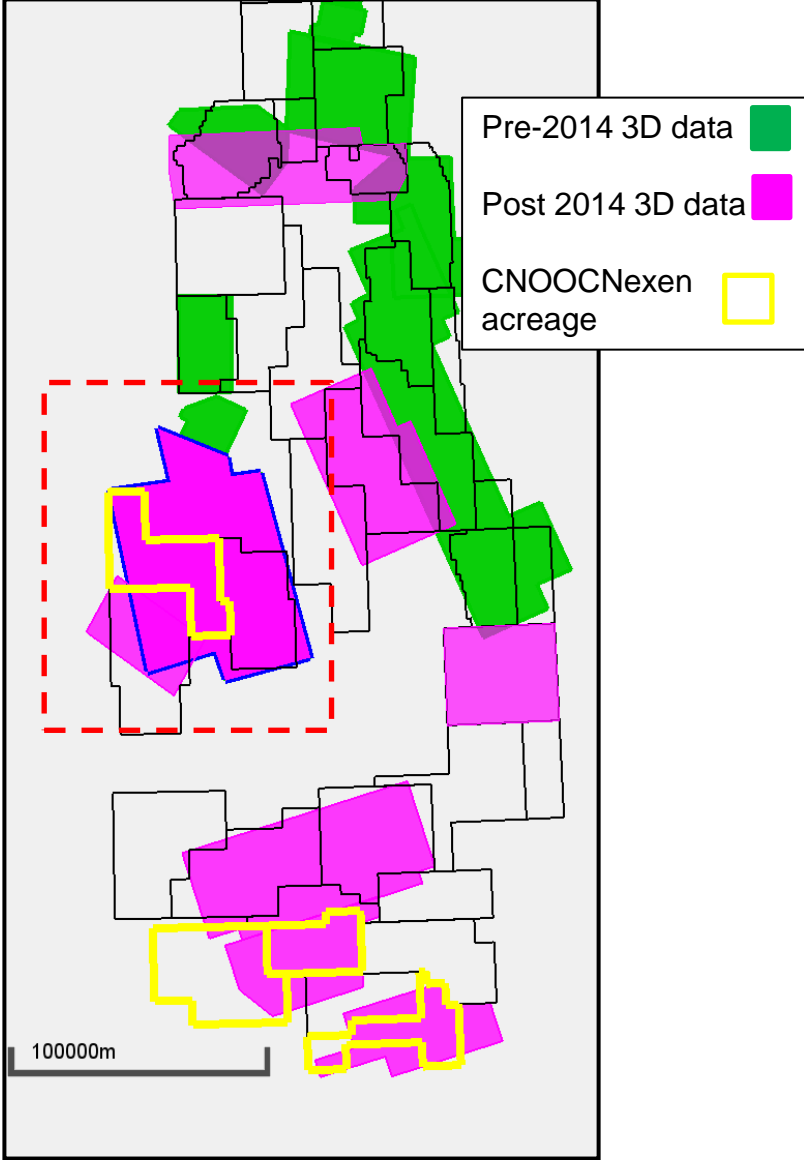 Pre-2014 3D data
Post 2014 3D data
CNOOCNexen
acreage
100000m